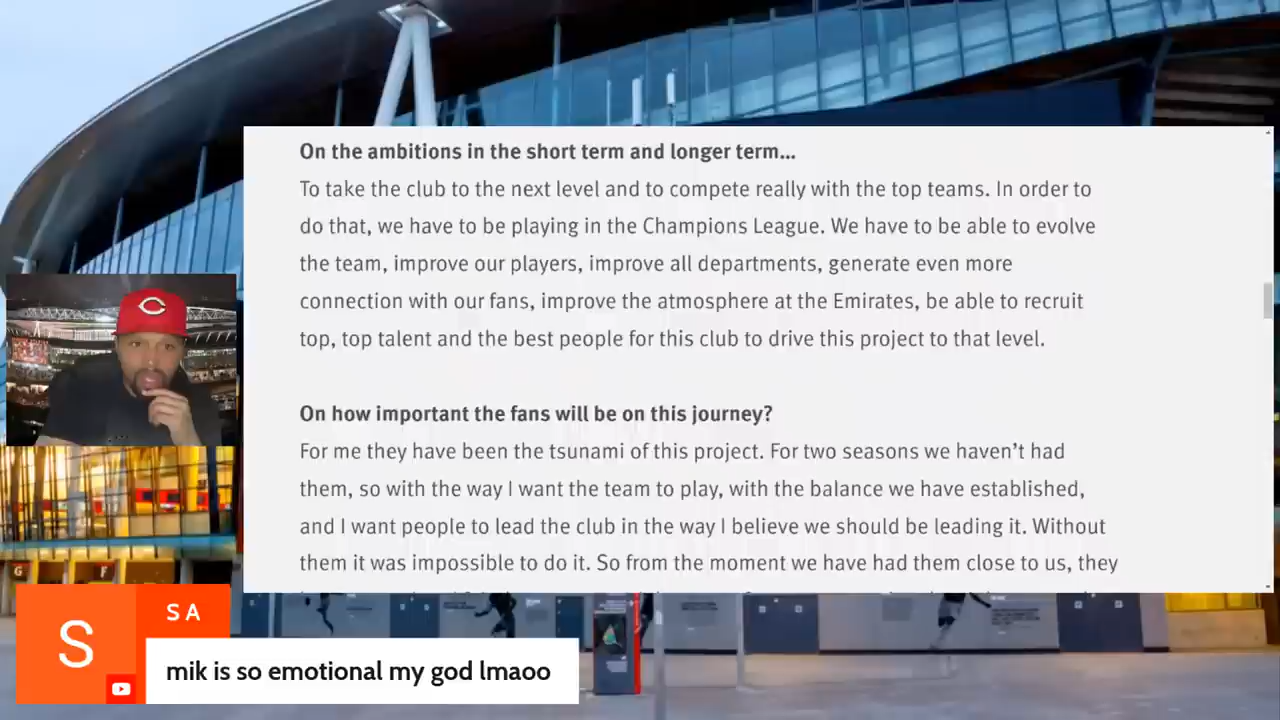 On the ambitions in the short term and longer term...
To take the club to the next level and to compete really with the top teams. In order to
do that, we have to be playing in the Champions League. We have to be able to evolve
the team, improve our players, improve all departments, generate even more
connection with our fans, improve the atmosphere at the Emirates, be able to recruit
top, top talent and the best people for this club to drive this project to that level.
On how important the fans will be on this journey?
For me they have been the tsunami of this project. For two seasons we haven’t had
them, so with the way I want the team to play, with the balance we have established,
and I want people to lead the club in the way I believe we should be leading it. Without
them it was impossible to do it. So from the moment we have had them close to us, they
C
G
F
S
S A
mik is so emotional my god lmaoo